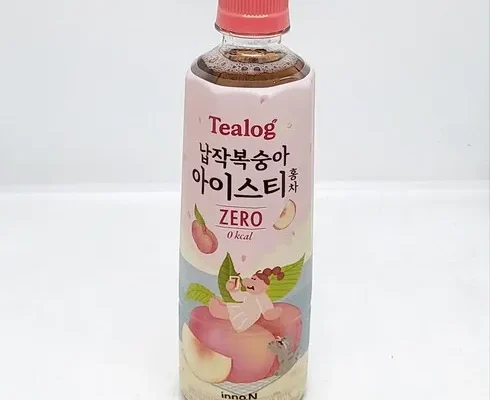 Tealog
납작복숭아
아이스티 홍차
ZERO
0 kcal
inno.N